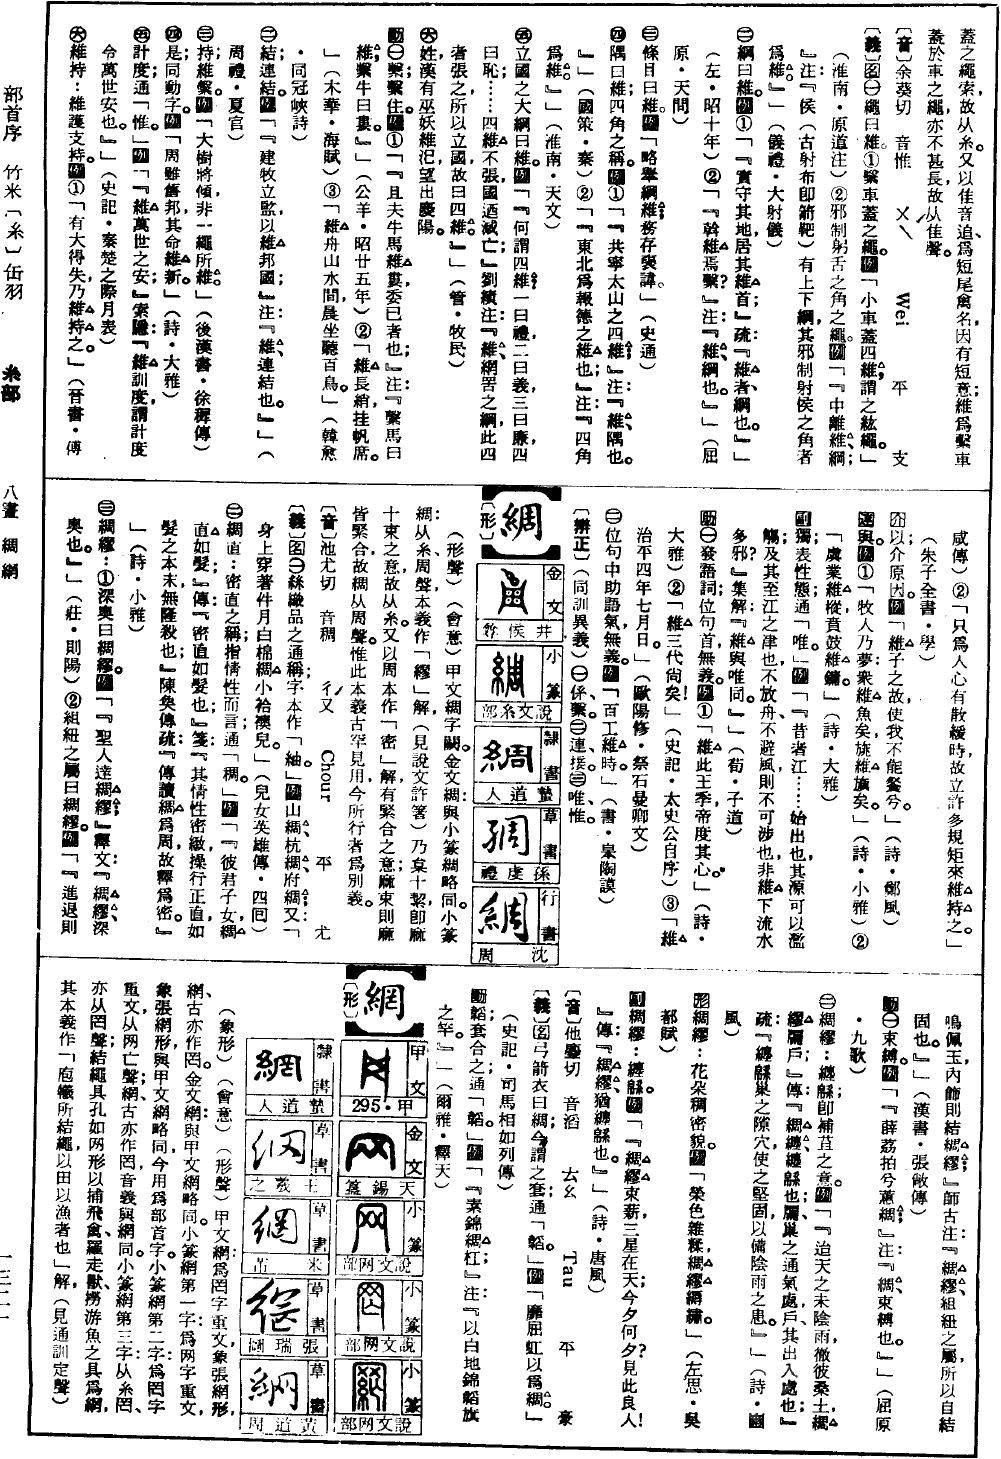 蓋之繩索故从糸。又以隹音追，爲短尾禽名，因有短意；維爲繫車
蓋於車之繩，亦不甚長，故从隹聲。
〔音〕余葵切　音惟　ㄨㄟˊ　Wei　平　支
〔義〕名㊀繩曰維。①繫車蓋之繩。例「小車蓋四維，謂之紘繩。」
（淮南・原道注）②邪制躬舌之角之繩。例「『中離維綱；
』注：『侯（古射布卽箭靶）有上下綱，其邪制射侯之角者
爲維。』」（儀禮・大射儀）
㊁綱曰維。例①「『實守其地，居其維首；』疏『維者綱也。』」
（左・昭十年）②「『斡維焉繫？』注：『維，綱也。』」（屈
原・天問）
㊂條目曰維。例「略舉綱維，務存褒諱。」（史通）
㊃隅曰維，四角之稱。例①「『其寧太山之四維；』注：『維，隅也。
』」（國策・秦）②「『東北爲報德之維也。』注：『四角
爲維。』」（淮南・天文）
㊄立國之大綱曰維。例「『何謂四維？一曰禮，二曰義，三曰廉，四
曰恥……四維不張，國迺滅亡。』劉績注：『維，網罟之綱，此四
者張之，所以立國，故曰四維。』」（管・牧民）
㊅姓。漢有巫妖維汜。望出慶陽。
動㊀繫；繫住。例①「『且夫牛馬維婁，委己者也；』注：『繫馬曰
維，繫牛曰婁。』」（公羊・昭廿五年）②「維長綃，挂帆席。
」（木華・海賦）③「維舟山水間，晨坐聽百鳥。」（韓愈
・同冠峽詩）
㊁結；連結。例「『建牧立監，以維邦國；』注：『維，連結也。』」（
周禮・夏官）
㊂持；維繫。例「大樹將傾，非一繩所維。」（後漢書・徐穉傳）
㊃是；同動字。例「周雖舊邦，其命維新。」（詩・大雅）
㊄計度；通「惟」。例「『維萬世之安；』索隱：『維訓度，謂計度
令萬世安也。』」（史記・秦楚之際月表）
㊅維持：維護支持。例①「有大得失，乃維持之。」（晉書・傅
咸傳）②「只爲人心有散緩時，故立許多規矩來維持之。」
（朱子全書・學）
介以；介原因。例「維子之故，使我不能餐兮。」（詩・鄭風）
連與。例①「牧人乃夢，衆維魚矣，旐維旟矣。」（詩・小雅）②
「虡業維樅，賁鼓維鏞。」（詩・大雅）
副獨；表性態；通「唯。」例「『昔者江……始出也，其源可以濫
觴；及其至江之津也，不放舟，不避風，則不可涉也；非維下流水
多邪？』集解：『維與唯同。』」（荀・子道）
助㊀發語詞；位句首，無義。例①「維此王季，帝度其心。」（詩・
大雅）②「維三代尙矣！」（史記・太史公自序）③「維
治平四年七月日。」（歐陽修・祭石曼卿文）
㊁位句中；助語氣，無義。例「百工維時。」（書・皋陶謨）
〔辨正〕（同訓異義）㊀係、繫。㊁連、接。㊂唯、惟。
綢
〔形〕
金文　井侯彝
小篆　說文糸部
隸書　蟄道人
草書　孫虔禮
行書　沈周
（形聲）（會意）甲文綢字闕。金文綢與小篆綢略同。小篆
綢：从糸，周聲，本義作「繆」解（見說文許箸）。乃枲十絜卽麻
十束之意，故从糸。又以周本作「密」解，有緊合之意，麻束則麻
皆緊合，故綢从周聲。惟此本義古罕見用，今所行者爲別義。
〔音〕池尤切　音稠　ㄔㄡˊ　Chour　平　尤
〔義〕名㊀絲織品之通稱；字本作「紬」。例山綢、杭綢、府綢；又：「
身上穿著件月白棉綢小袷襖兒。」（兒女英雄傳・四回）
㊁綢直：密直之稱，指情性而言；通「稠」。例「『彼君子女，綢
直如髮；』傳：『密直如髮也。』箋：『其情性密緻，操行正直，如
髮之本末無隆殺也。』陳奐傳疏：『傳讀綢爲周，故釋爲密。』
」（詩・小雅）
㊂綢繆：①深奧曰綢繆。例「『聖人達綢繆；』釋文：『綢繆，深
奧也。』」（莊・則陽）②組紐之屬曰綢繆。例「『進退則
鳴佩玉，內飾則結綢繆；』師古注：『綢繆，組紐之屬，所以自結
固也。』」（漢書・張敞傳）
動㊀束縛。例「『薜荔拍兮蕙綢；』注：『綢，束縛也。』」（屈原
・九歌）
㊁綢繆：纏緜；卽補苴之意。例「『迨天之未陰雨，徹彼桑土，綢
繆牖戶；』傳：『綢纏，纏緜也。牖，巢之通氣處；戶，其出入處也。』
疏『纏緜巢之隙穴，使之堅固，以備陰雨之患。』」（詩・豳
風）
形綢繆：花朵稠密貌。例「榮色雜糅，綢繆縟繡。」（左思・吳
都賦）
副綢繆：纏緜。例「『綢繆束薪，三星在天；今夕何夕？見此良人！
』傳：『綢繆，猶纏緜也。』」（詩・唐風）
〔音〕他鏖切　音滔　ㄊㄠ　Tau　平　豪
〔義〕名弓箭衣曰綢，今謂之套；通「韜。」例「靡屈虹以爲綢。」
（史記・司馬相如列傳）
動韜；套合之；通「韜。」例「『素錦綢杠。』注：『以白地錦韜旗
之竿。』」（爾雅・釋天）
網
〔形〕
甲文　甲・295
金文　天錫簋
小篆　說文网部
小篆　說文网部
小篆　說文网部
隸書　蟄道人
草書　王羲之
草書　米芾
草書　張瑞圖
草書　黃道周
（象形）（會意）（形聲）甲文網：爲罔字重文，象張網形，
網、古亦作罔。金文網：與甲文網略同。小篆網第一字：爲网字重文，
象張網形，與甲文網略同，今用爲部首字。小篆網第二字：爲罔字
重文，从网亡聲；網、古亦作罔，音義與網同。小篆網第三字：从糸罔，
亦从罔聲，結繩具孔如网形以捕飛禽，羅走獸，撈游魚之具爲網，
其本義作「庖犧所結繩，以田以漁者也」解（見通訓定聲）
部首序　竹米「糸」缶羽　糸部　八畫　綢網　一三二一